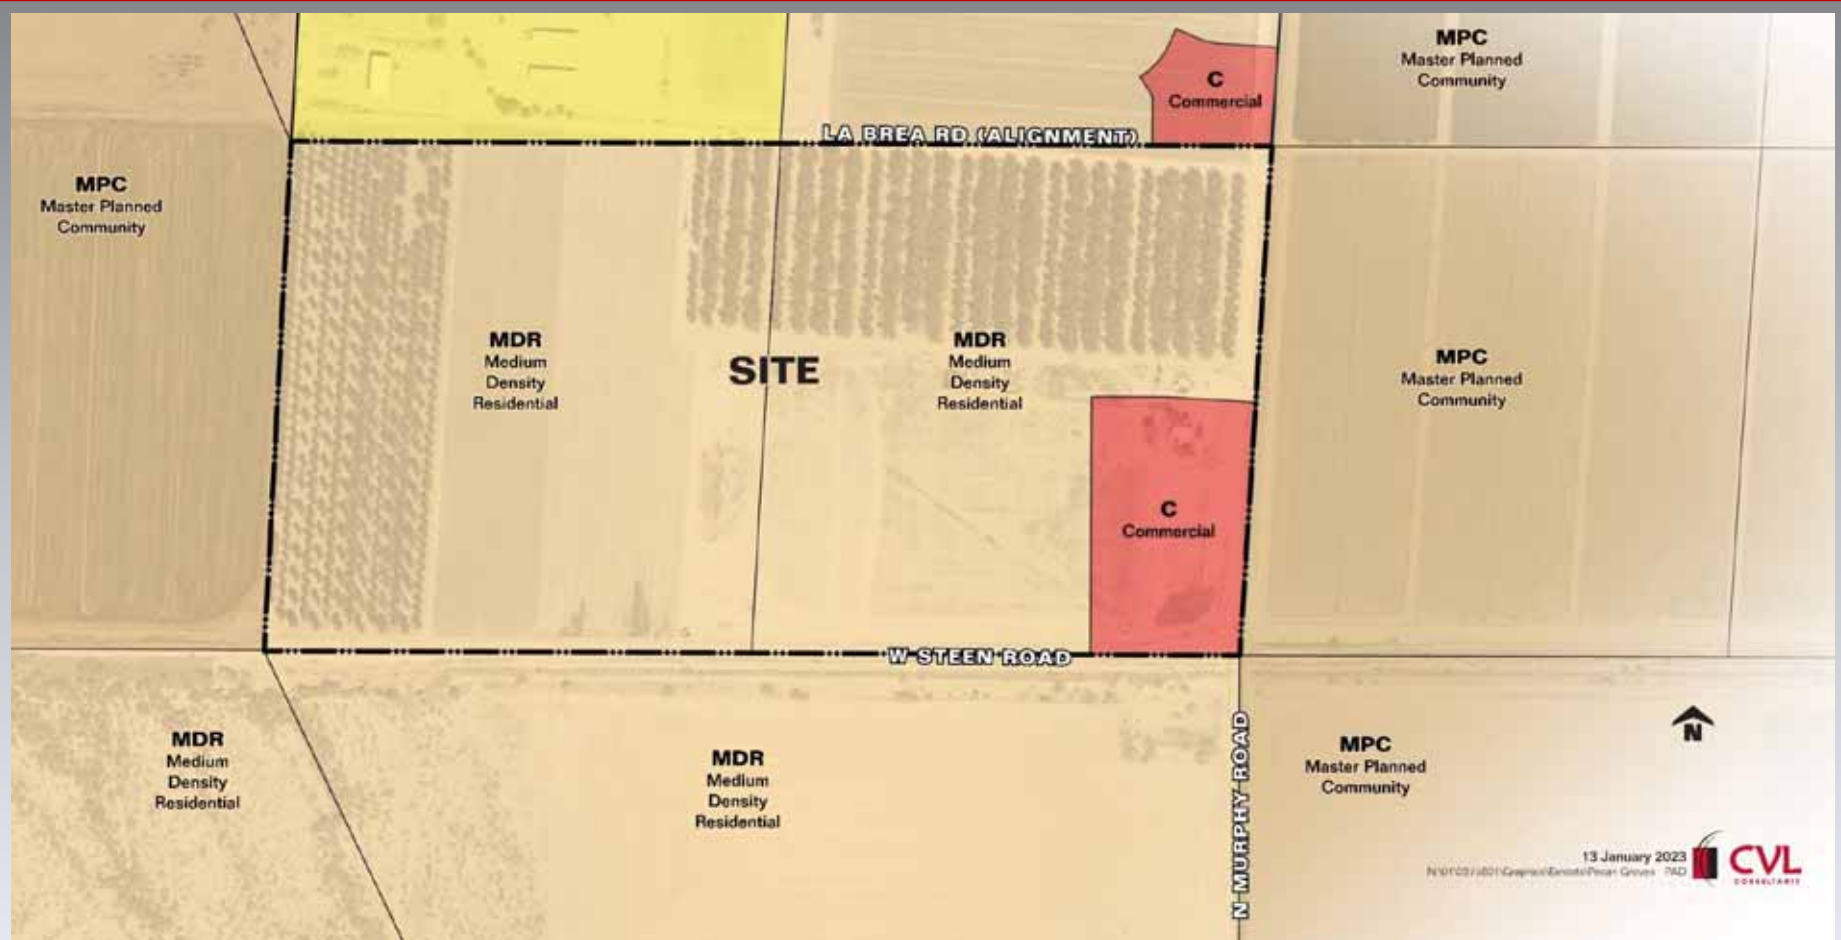 MPC
Master Planned
Community
C
Commercial
LA BREA RD (ALIGNMENT)
MPC
Master Planned
Community
MDR
Medium
Density
Residential
SITE
MDR
Medium
Density
Residential
MPC
Master Planned
Community
C
Commercial
W STEEN ROAD
MDR
Medium
Density
Residential
MDR
Medium
Density
Residential
N MURPHY ROAD
MPC
Master Planned
Community
N
13 January 2023
CVL
CONSULTANTS